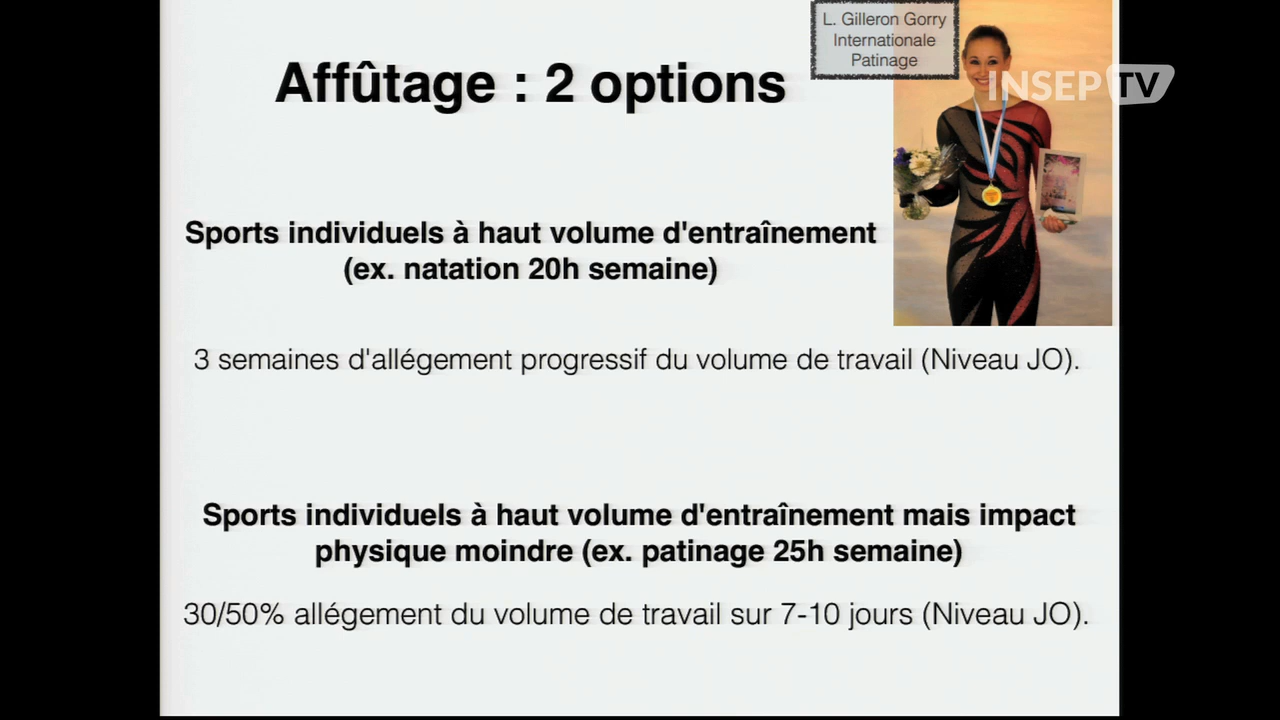 L. Gilleron Gorry
Internationale
Patinage
INSEP TV
Affûtage : 2 options
Sports individuels à haut volume d'entraînement
(ex. natation 20h semaine)
3 semaines d'allégement progressif du volume de travail (Niveau JO).
Sports individuels à haut volume d'entraînement mais impact
physique moindre (ex. patinage 25h semaine)
30/50% allégement du volume de travail sur 7-10 jours (Niveau JO).